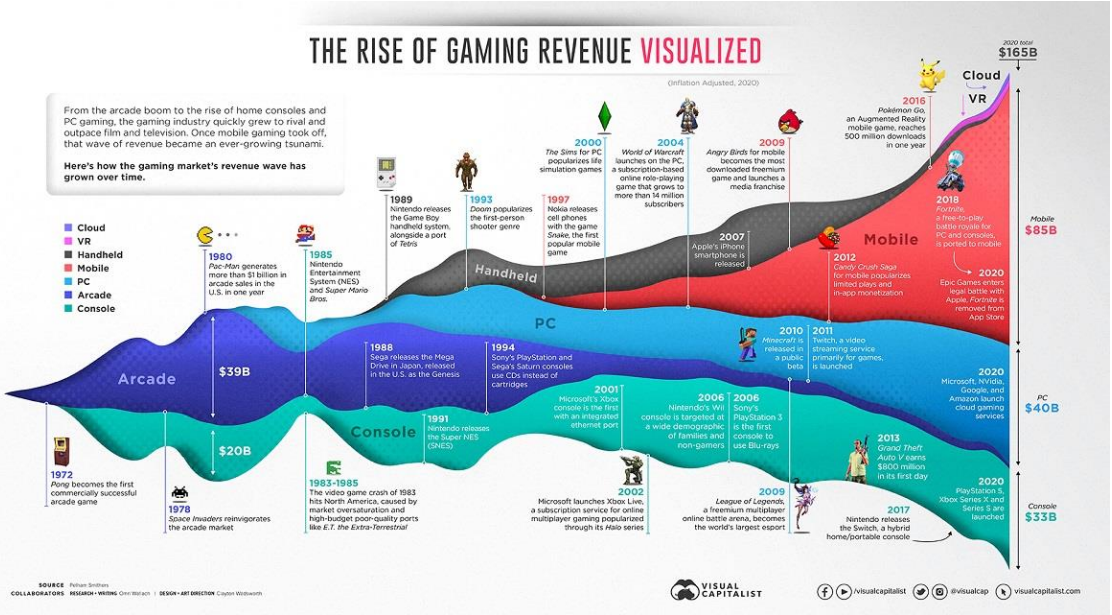 THE RISE OF GAMING REVENUE VISUALIZED
(Inflation Adjusted, 2020)
2020 total
$165B
From the arcade boom to the rise of home consoles and
PC gaming, the gaming industry quickly grew to rival and
outpace film and television. Once mobile gaming took off,
that wave of revenue became an ever-growing tsunami.
Here's how the gaming market's revenue wave has
grown over time.
Cloud
VR
Handheld
Mobile
PC
Arcade
Console
1972
Pong becomes the first
commercially successful
arcade game
1978
Space Invaders reinvigorates
the arcade market
1980
Pac-Man generates
more than $1 billion in
arcade sales in the
U.S. in one year
1983-1985
The video game crash of 1983
hits North America, caused by
market oversaturation and
high-budget poor-quality ports
like E.T. the Extra-Terrestrial
1985
Nintendo
Entertainment
System (NES)
and Super Mario
Bros.
1988
Sega releases the Mega
Drive in Japan, released
in the U.S. as the Genesis
1989
Nintendo releases
the Game Boy
handheld system,
alongside a port
of Tetris
1991
Nintendo releases
the Super NES
(SNES)
1993
Doom popularizes
the first-person
shooter genre
1994
Sony's PlayStation and
Sega's Saturn consoles
use CDs instead of
cartridges
1997
Nokia releases
cell phones
with the game
Snake, the first
popular mobile
game
2000
The Sims for PC
popularizes life
simulation games
2001
Microsoft's Xbox
console is the first
with an integrated
ethernet port
2002
Microsoft launches Xbox Live,
a subscription service for online
multiplayer gaming popularized
through its Halo series
2004
World of Warcraft
launches on the PC,
a subscription-based
online role-playing
game that grows to
more than 14 million
subscribers
2006
Nintendo's Wii
console is targeted at
a wide demographic
of families and
non-gamers
2006
Sony's
PlayStation 3
is the first
console to
use Blu-rays
2007
Apple's iPhone
smartphone is
released
2009
Angry Birds for mobile
becomes the most
downloaded freemium
game and launches a
media franchise
2009
League of Legends,
a freemium multiplayer
online battle arena, becomes
the world's largest esport
2010
Minecraft is
released in
a public
beta
2011
Twitch, a video
streaming service
primarily for games,
is launched
2012
Candy Crush Saga
for mobile popularizes
limited plays and
in-app monetization
2013
Grand Theft
Auto V earns
$800 million
in its first day
2016
Pokémon Go,
an Augmented Reality
mobile game, reaches
500 million downloads
in one year
2017
Nintendo releases
the Switch, a hybrid
home/portable console
2018
Fortnite,
a free-to-play
battle royale for
PC and consoles,
is ported to mobile
2020
Epic Games enters
legal battle with
Apple, Fortnite is
removed from
App Store
2020
Microsoft, NVidia,
Google, and
Amazon launch
cloud gaming
services
2020
PlayStation 5,
Xbox Series X and
Series S are
launched
Arcade
$39B
$20B
Console
Handheld
PC
Mobile
Cloud
VR
Mobile
$85B
PC
$40B
Console
$33B
SOURCE Pelham Smithers
COLLABORATORS RESEARCH + WRITING Omri Wallach | DESIGN + ART DIRECTION Clayton Wadsworth
VISUAL
CAPITALIST
/visualcapitalist @visualcap visualcapitalist.com